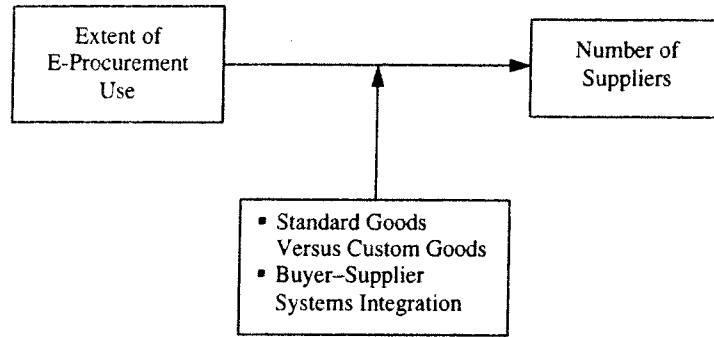 Extent of
E-Procurement
Use
Number of
Suppliers
▪ Standard Goods
Versus Custom Goods
▪ Buyer–Supplier
Systems Integration